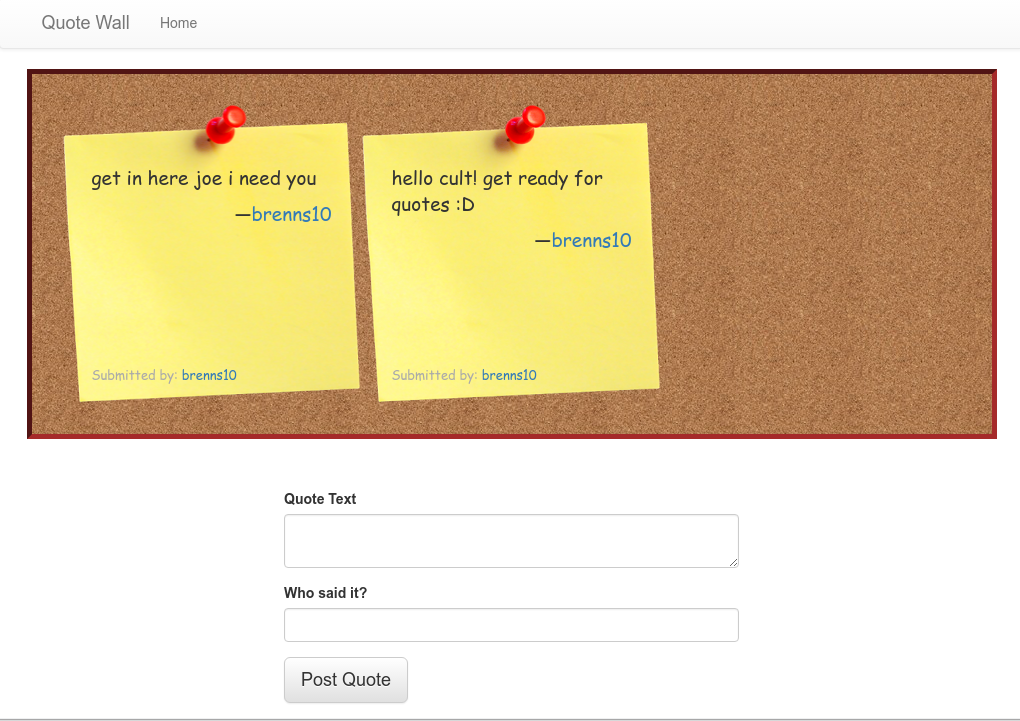 Quote Wall Home
get in here joe i need you
—brenns10
Submitted by: brenns10
hello cult! get ready for
quotes :D
—brenns10
Submitted by: brenns10
Quote Text
Who said it?
Post Quote